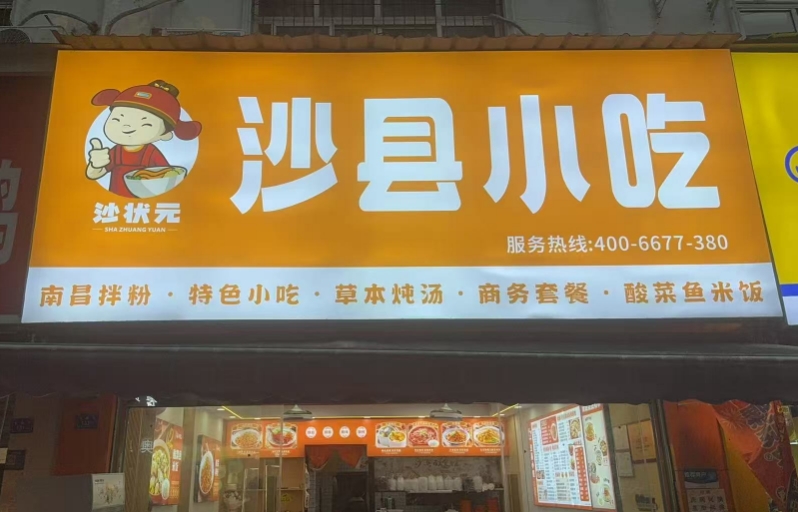 沙县小吃
沙状元
SHA ZHUANG YUAN
服务热线:400-6677-380
南昌拌粉 · 特色小吃 · 草本炖汤 · 商务套餐 · 酸菜鱼米饭